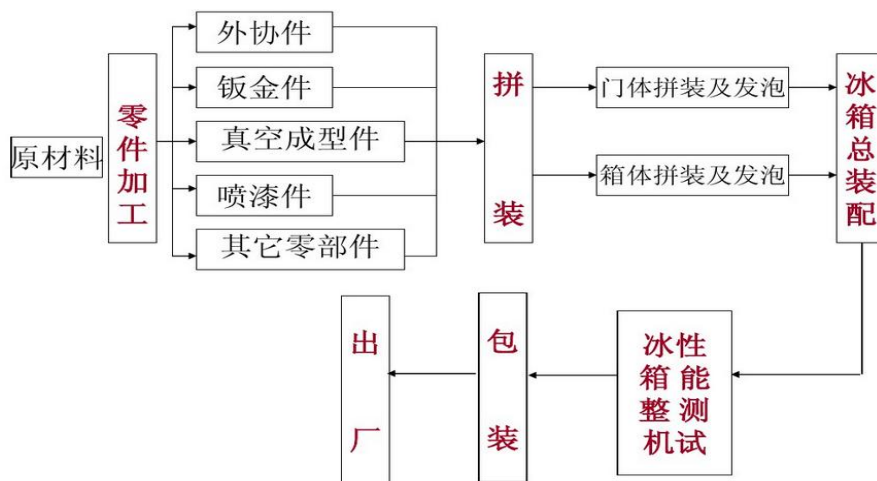 原材料
零件加工
外协件
钣金件
真空成型件
喷漆件
其它零部件
拼装
门体拼装及发泡
箱体拼装及发泡
冰箱总装配
冰箱整机
性能测试
包装
出厂